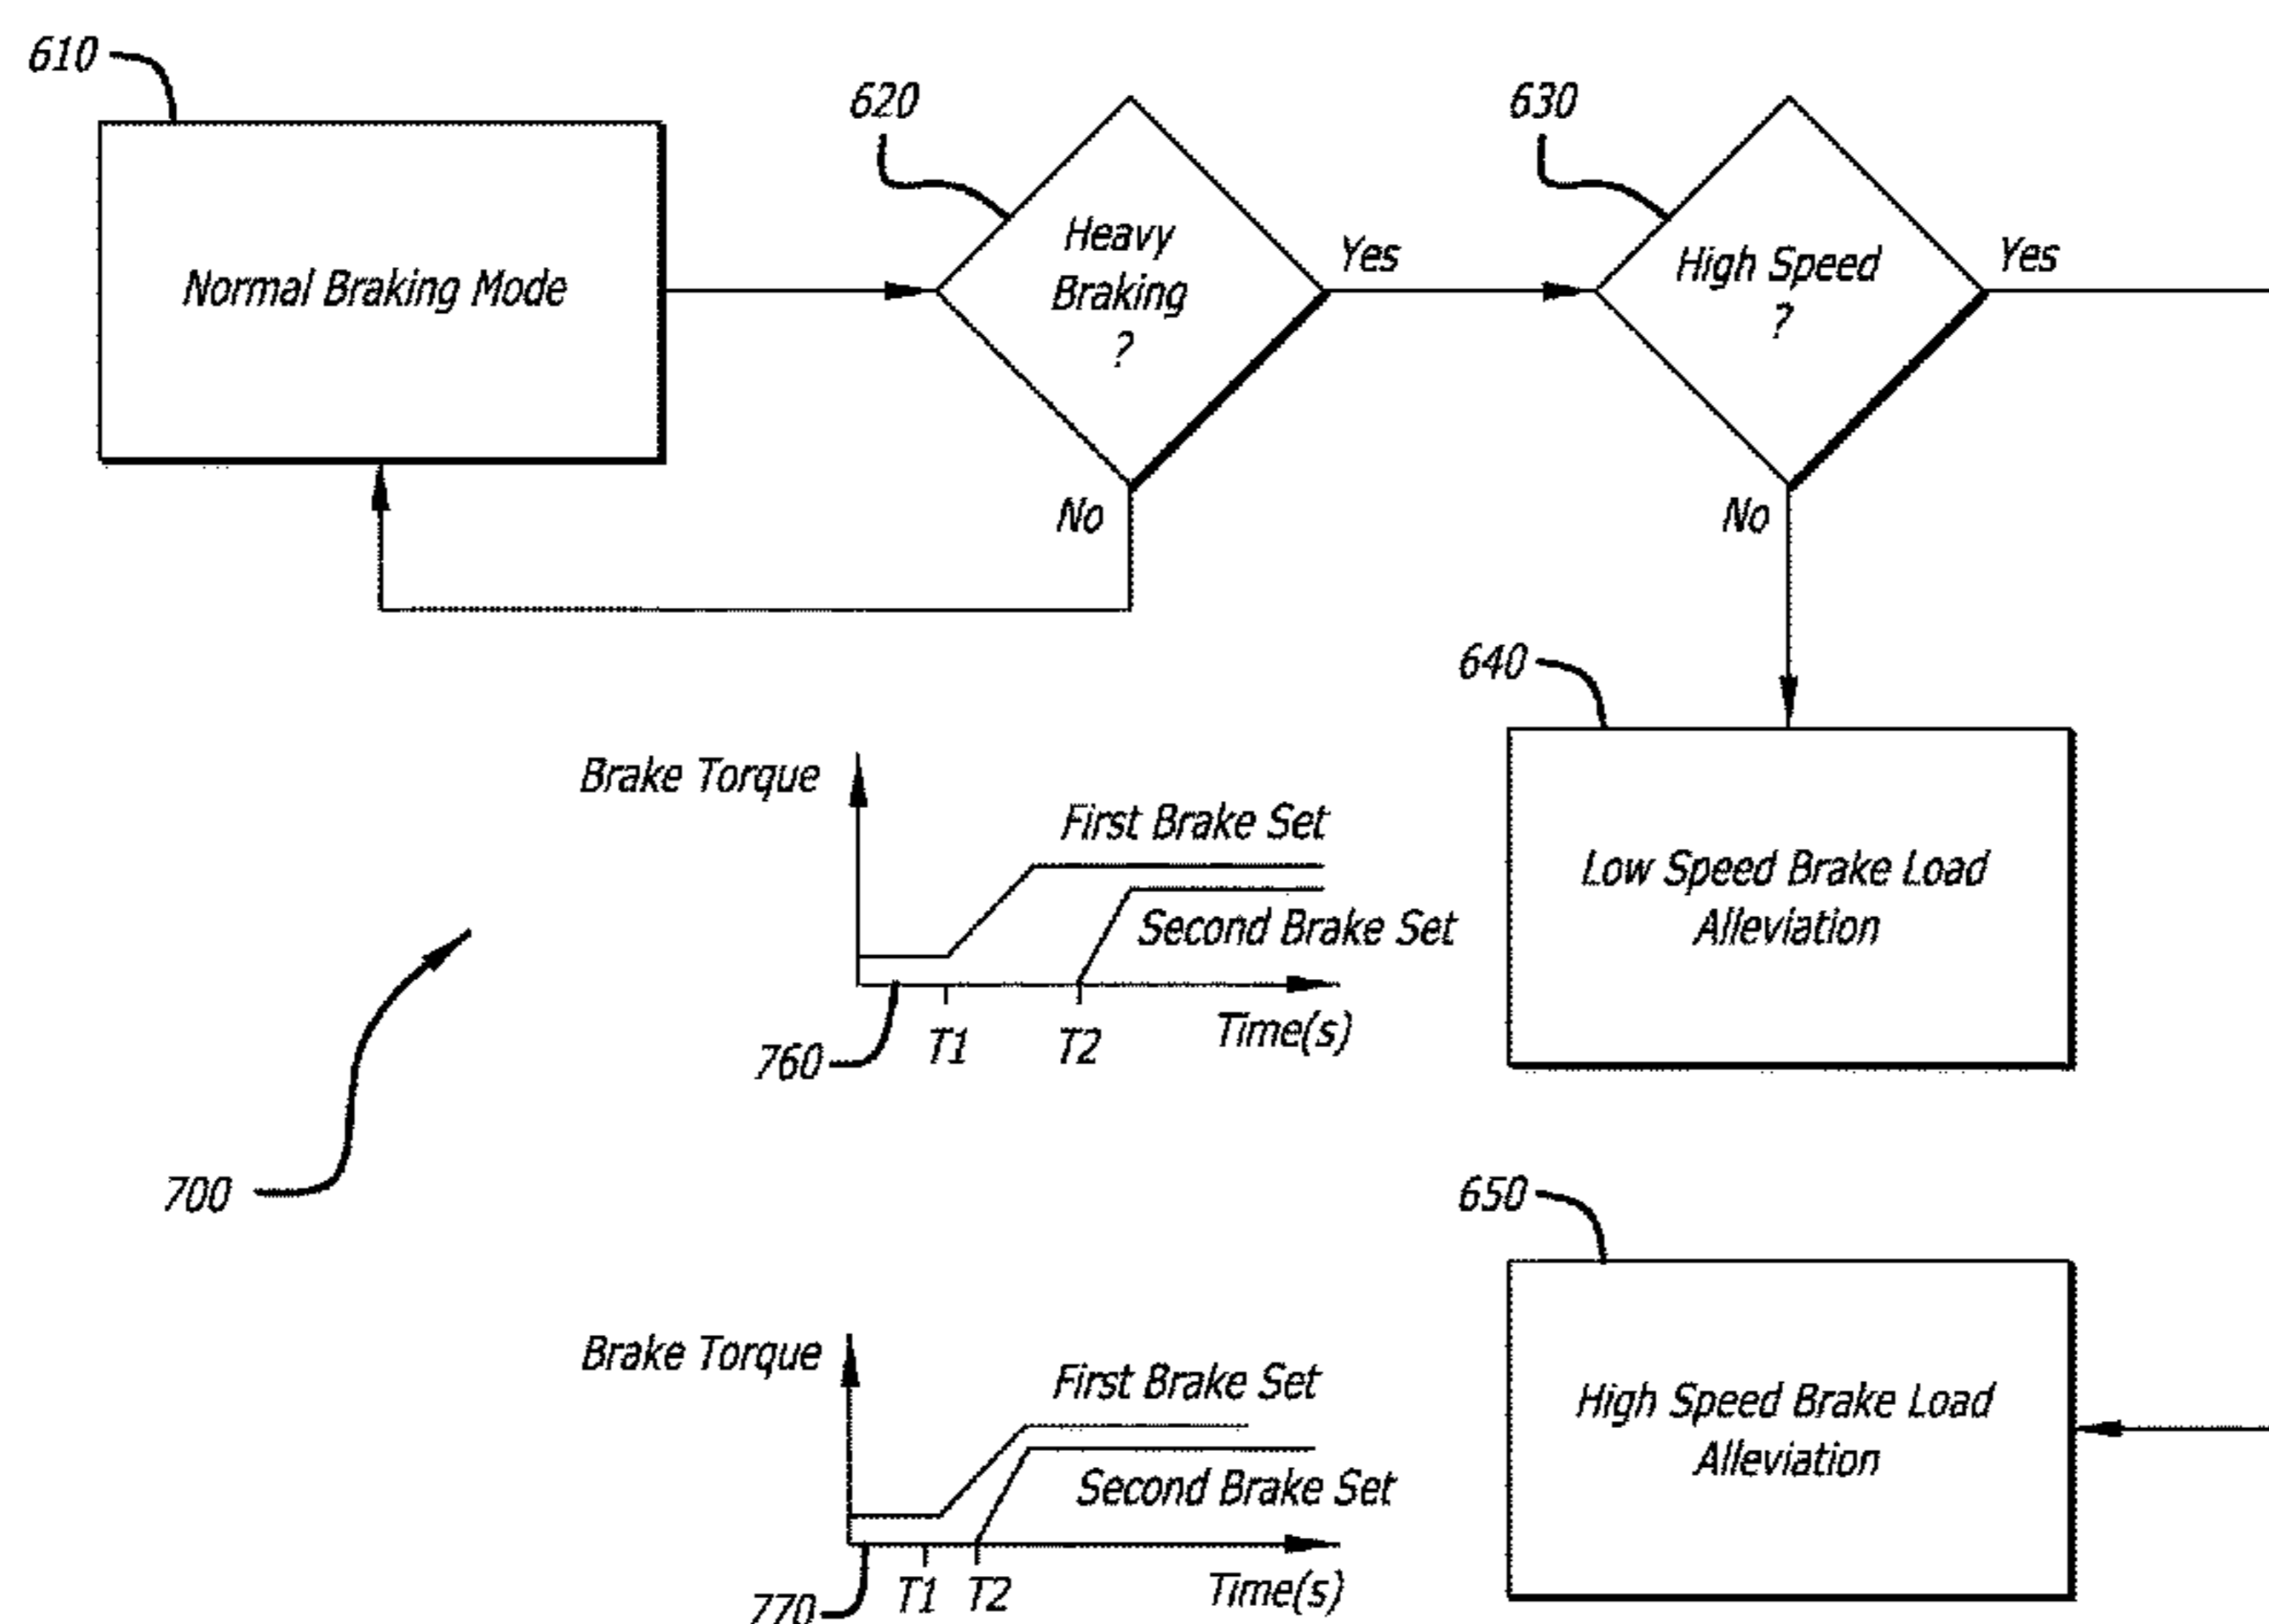 610
620
630
Normal Braking Mode
Heavy
Braking
?
Yes
High Speed
?
Yes
No
No
640
Brake Torque
First Brake Set
Second Brake Set
Low Speed Brake Load
Alleviation
760
T1
T2
Time(s)
700
650
Brake Torque
First Brake Set
Second Brake Set
High Speed Brake Load
Alleviation
770
T1
T2
Time(s)